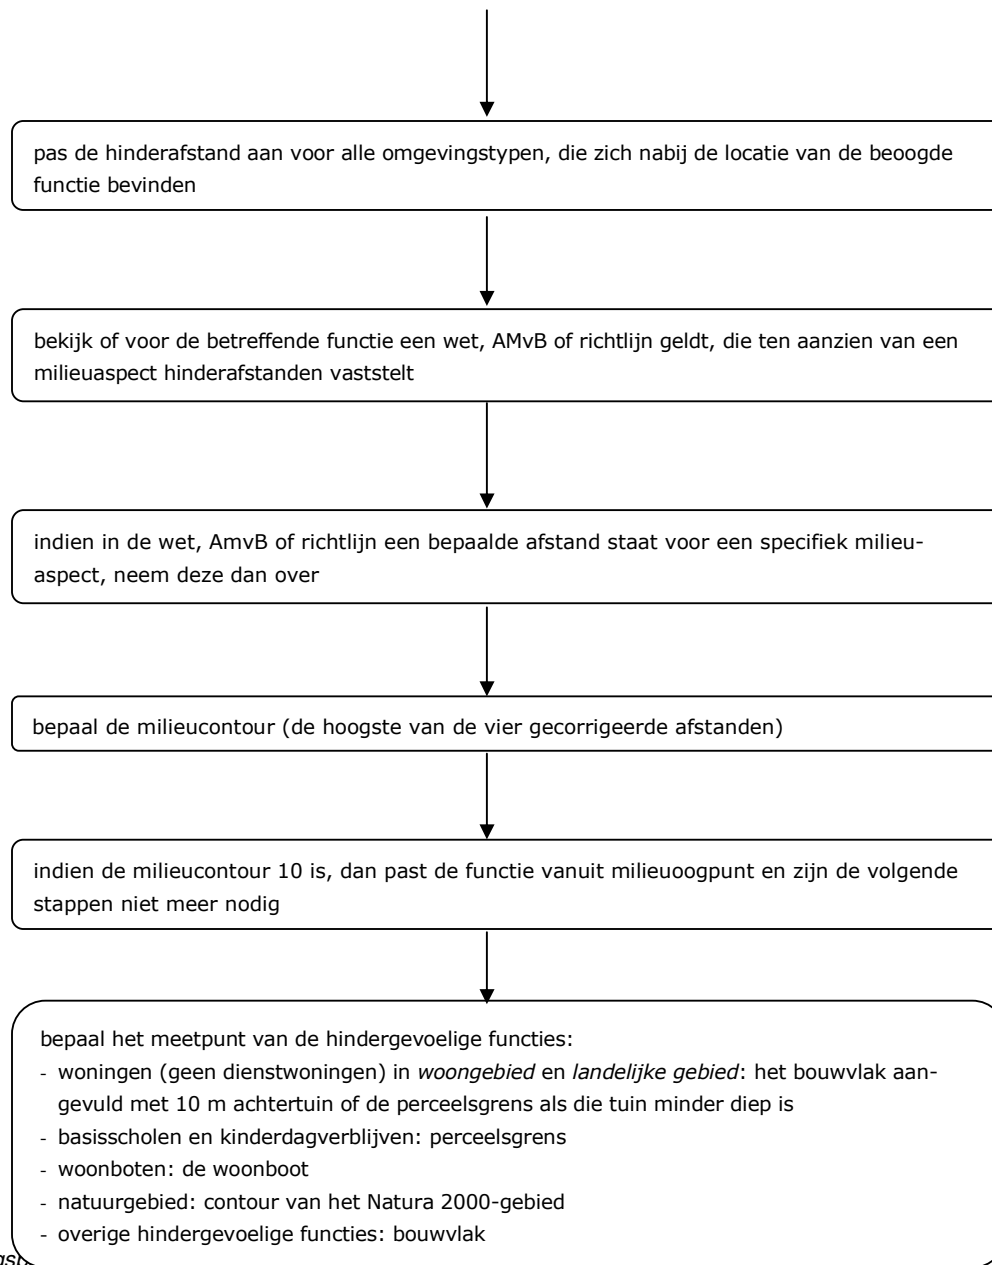 pas de hinderafstand aan voor alle omgevingstypen, die zich nabij de locatie van de beoogde
functie bevinden
bekijk of voor de betreffende functie een wet, AMvB of richtlijn geldt, die ten aanzien van een
milieuaspect hinderafstanden vaststelt
indien in de wet, AmvB of richtlijn een bepaalde afstand staat voor een specifiek milieu-
aspect, neem deze dan over
bepaal de milieucontour (de hoogste van de vier gecorrigeerde afstanden)
indien de milieucontour 10 is, dan past de functie vanuit milieuoogpunt en zijn de volgende
stappen niet meer nodig
bepaal het meetpunt van de hindergevoelige functies:
- woningen (geen dienstwoningen) in woongebied en landelijke gebied: het bouwvlak aan-
gevuld met 10 m achtertuin of de perceelsgrens als die tuin minder diep is
- basisscholen en kinderdagverblijven: perceelsgrens
- woonboten: de woonboot
- natuurgebied: contour van het Natura 2000-gebied
- overige hindergevoelige functies: bouwvlak